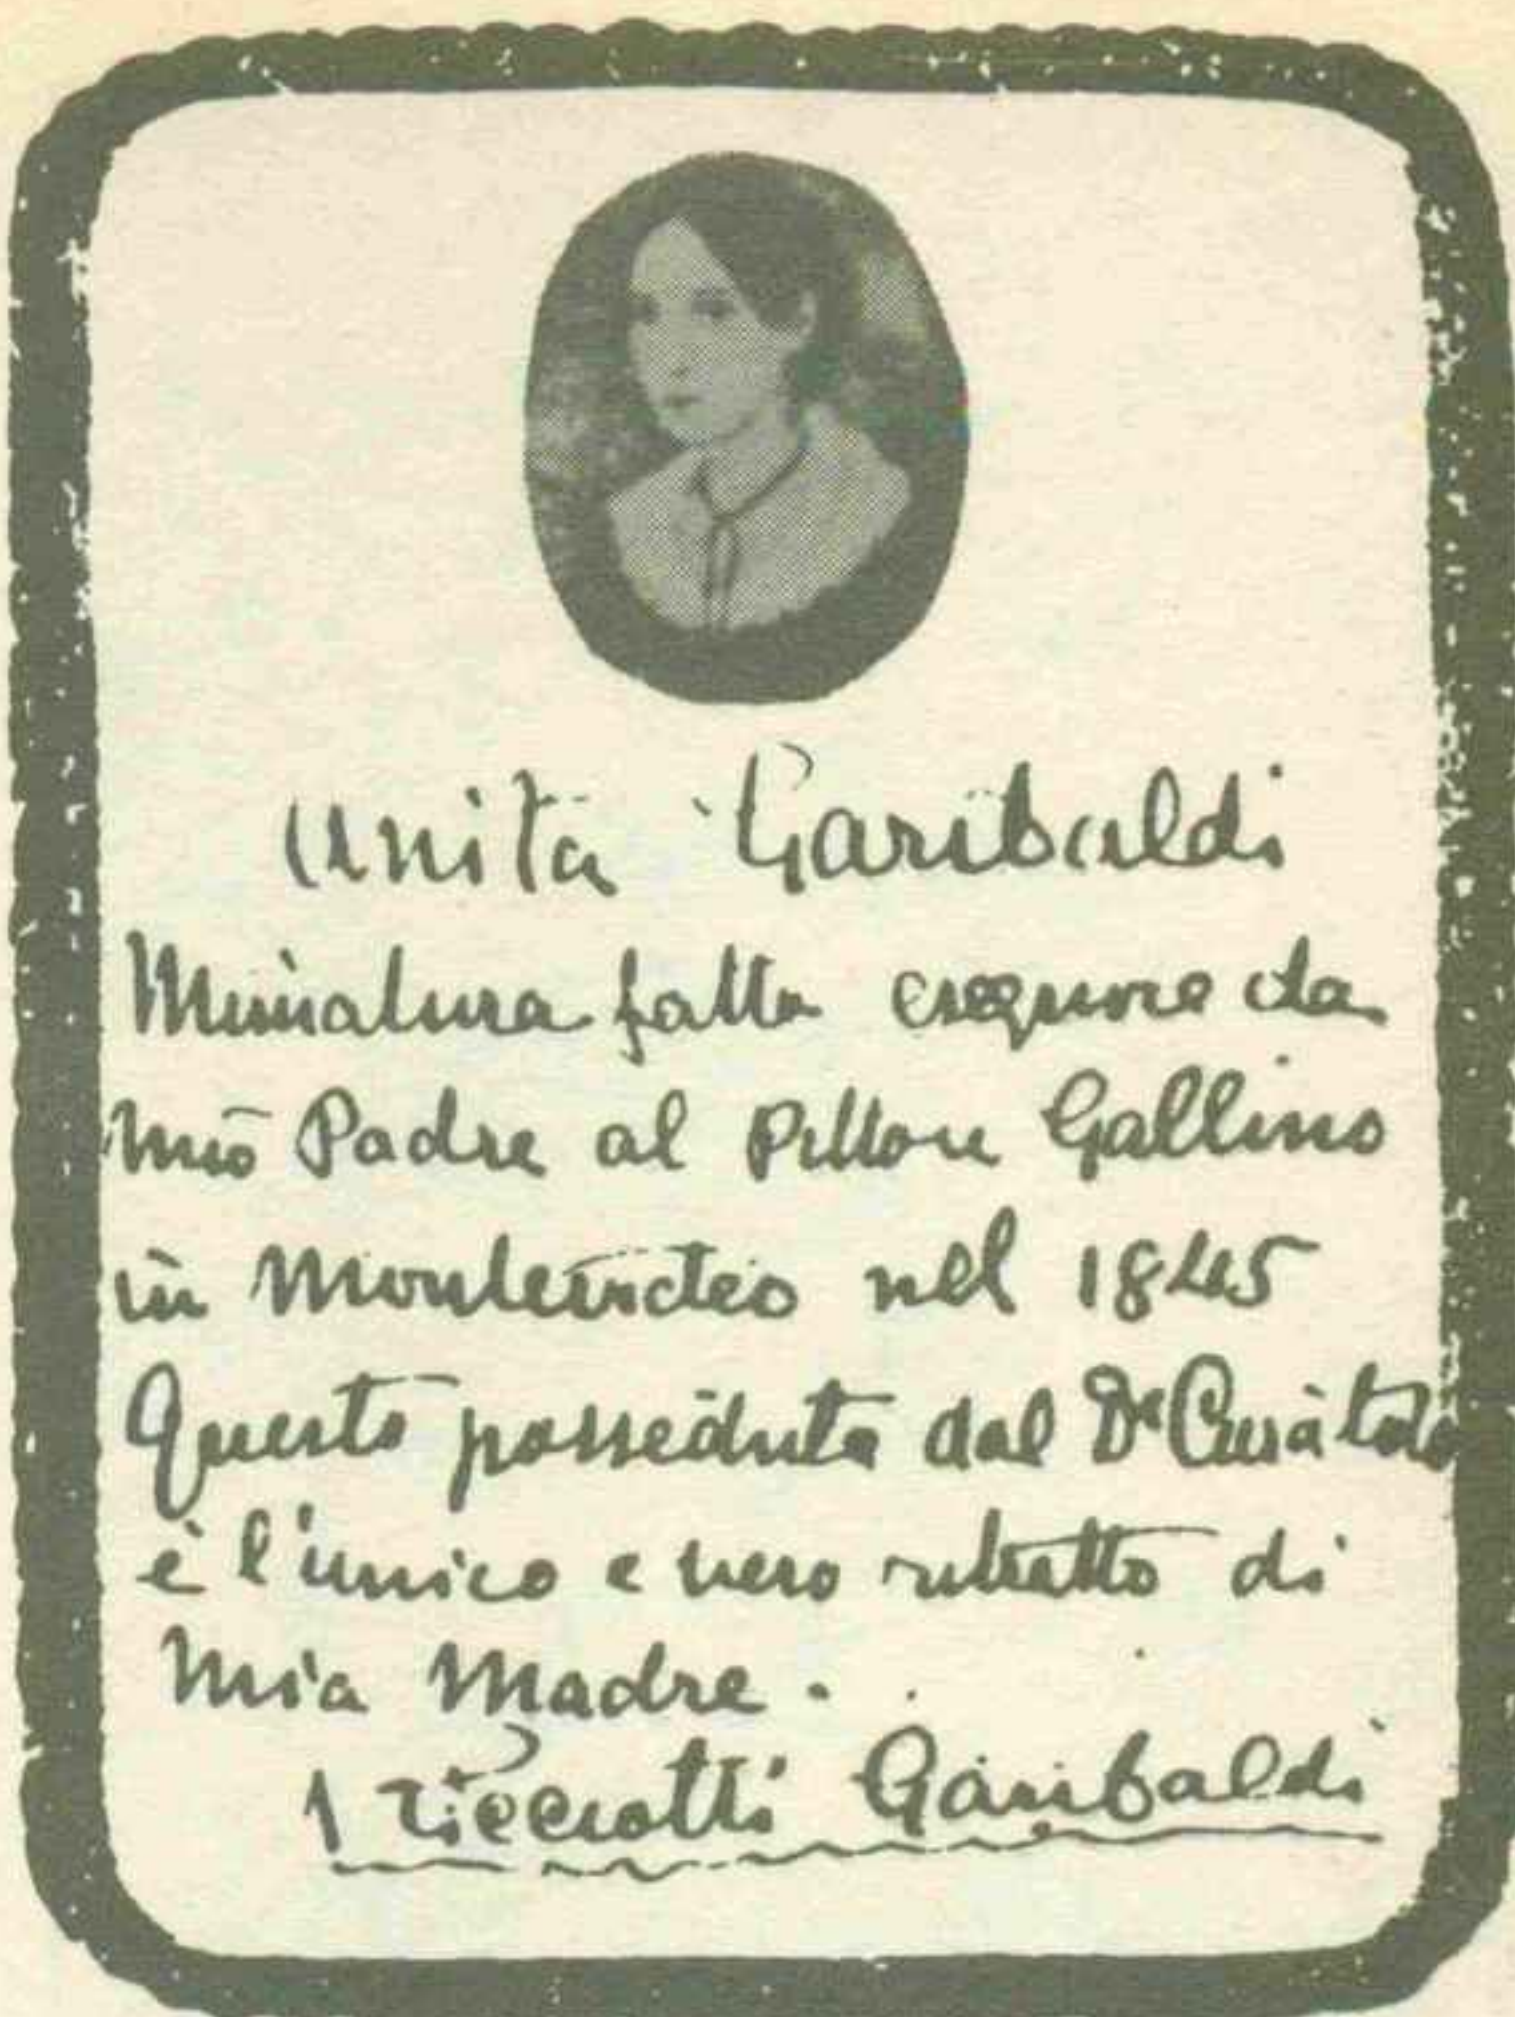 Anita Garibaldi
Miniatura fatta eseguire da
mio Padre al Pittore Gallino
in Montevideo nel 1845
Questa posseduta dal Dr Curàtolo
è l'unico e vero ritratto di
Mia Madre.
Ricciotti Garibaldi